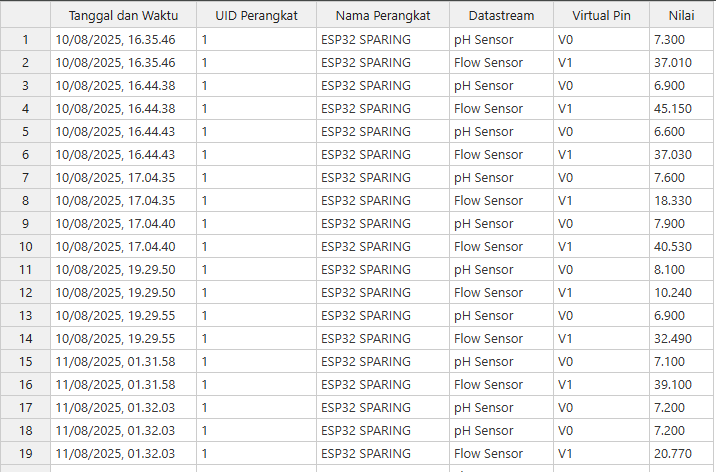 Tanggal dan Waktu UID Perangkat Nama Perangkat Datastream Virtual Pin Nilai
1 10/08/2025, 16.35.46 1 ESP32 SPARING pH Sensor V0 7.300
2 10/08/2025, 16.35.46 1 ESP32 SPARING Flow Sensor V1 37.010
3 10/08/2025, 16.44.38 1 ESP32 SPARING pH Sensor V0 6.900
4 10/08/2025, 16.44.38 1 ESP32 SPARING Flow Sensor V1 45.150
5 10/08/2025, 16.44.43 1 ESP32 SPARING pH Sensor V0 6.600
6 10/08/2025, 16.44.43 1 ESP32 SPARING Flow Sensor V1 37.030
7 10/08/2025, 17.04.35 1 ESP32 SPARING pH Sensor V0 7.600
8 10/08/2025, 17.04.35 1 ESP32 SPARING Flow Sensor V1 18.330
9 10/08/2025, 17.04.40 1 ESP32 SPARING pH Sensor V0 7.900
10 10/08/2025, 17.04.40 1 ESP32 SPARING Flow Sensor V1 40.530
11 10/08/2025, 19.29.50 1 ESP32 SPARING pH Sensor V0 8.100
12 10/08/2025, 19.29.50 1 ESP32 SPARING Flow Sensor V1 10.240
13 10/08/2025, 19.29.55 1 ESP32 SPARING pH Sensor V0 6.900
14 10/08/2025, 19.29.55 1 ESP32 SPARING Flow Sensor V1 32.490
15 11/08/2025, 01.31.58 1 ESP32 SPARING pH Sensor V0 7.100
16 11/08/2025, 01.31.58 1 ESP32 SPARING Flow Sensor V1 39.100
17 11/08/2025, 01.32.03 1 ESP32 SPARING pH Sensor V0 7.200
18 11/08/2025, 01.32.03 1 ESP32 SPARING pH Sensor V0 7.200
19 11/08/2025, 01.32.03 1 ESP32 SPARING Flow Sensor V1 20.770